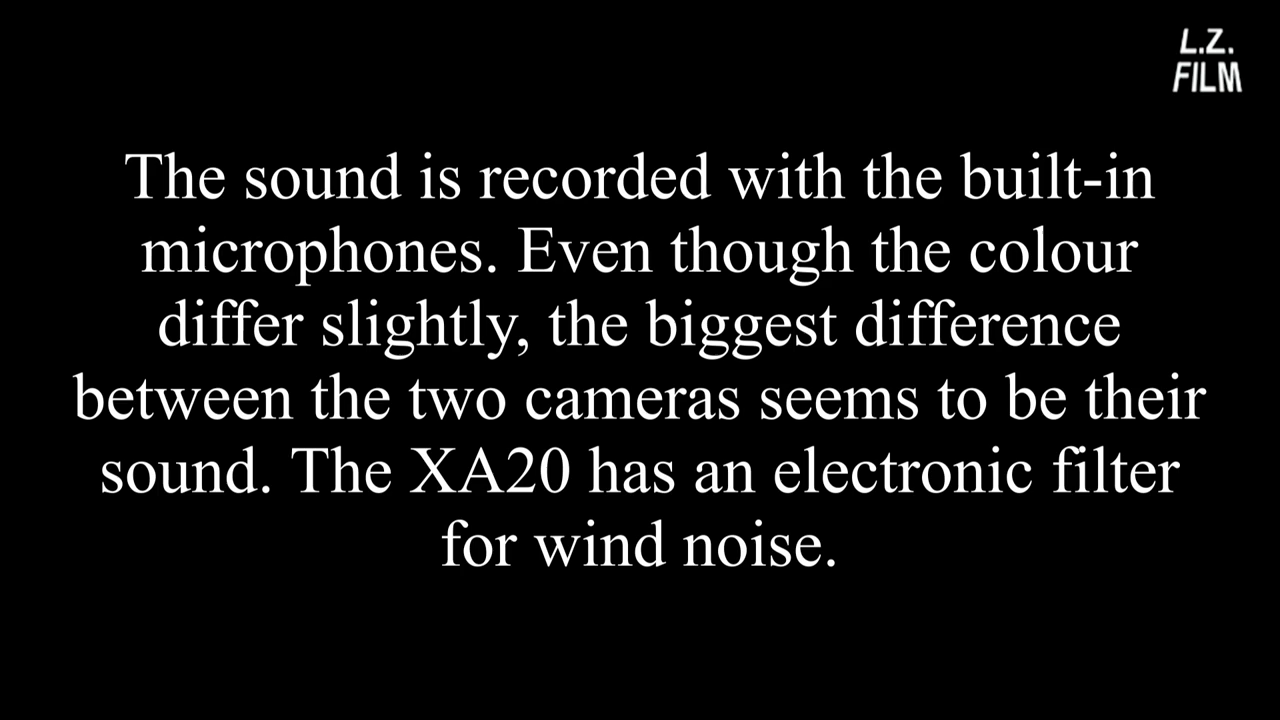 L.Z.
FILM
The sound is recorded with the built-in
microphones. Even though the colour
differ slightly, the biggest difference
between the two cameras seems to be their
sound. The XA20 has an electronic filter
for wind noise.